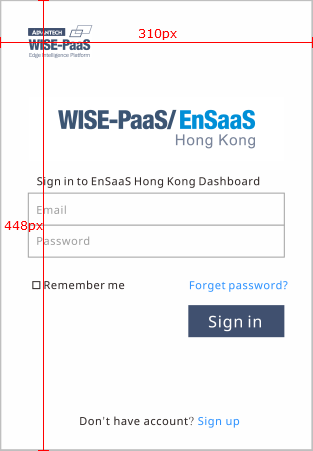 310px
ADVANTECH
WISE-PaaS
Edge Intelligence Platform
WISE-PaaS/EnSaaS
Hong Kong
Sign in to EnSaaS Hong Kong Dashboard
Email
448px
Password
Remember me Forget password?
Sign in
Don't have account? Sign up